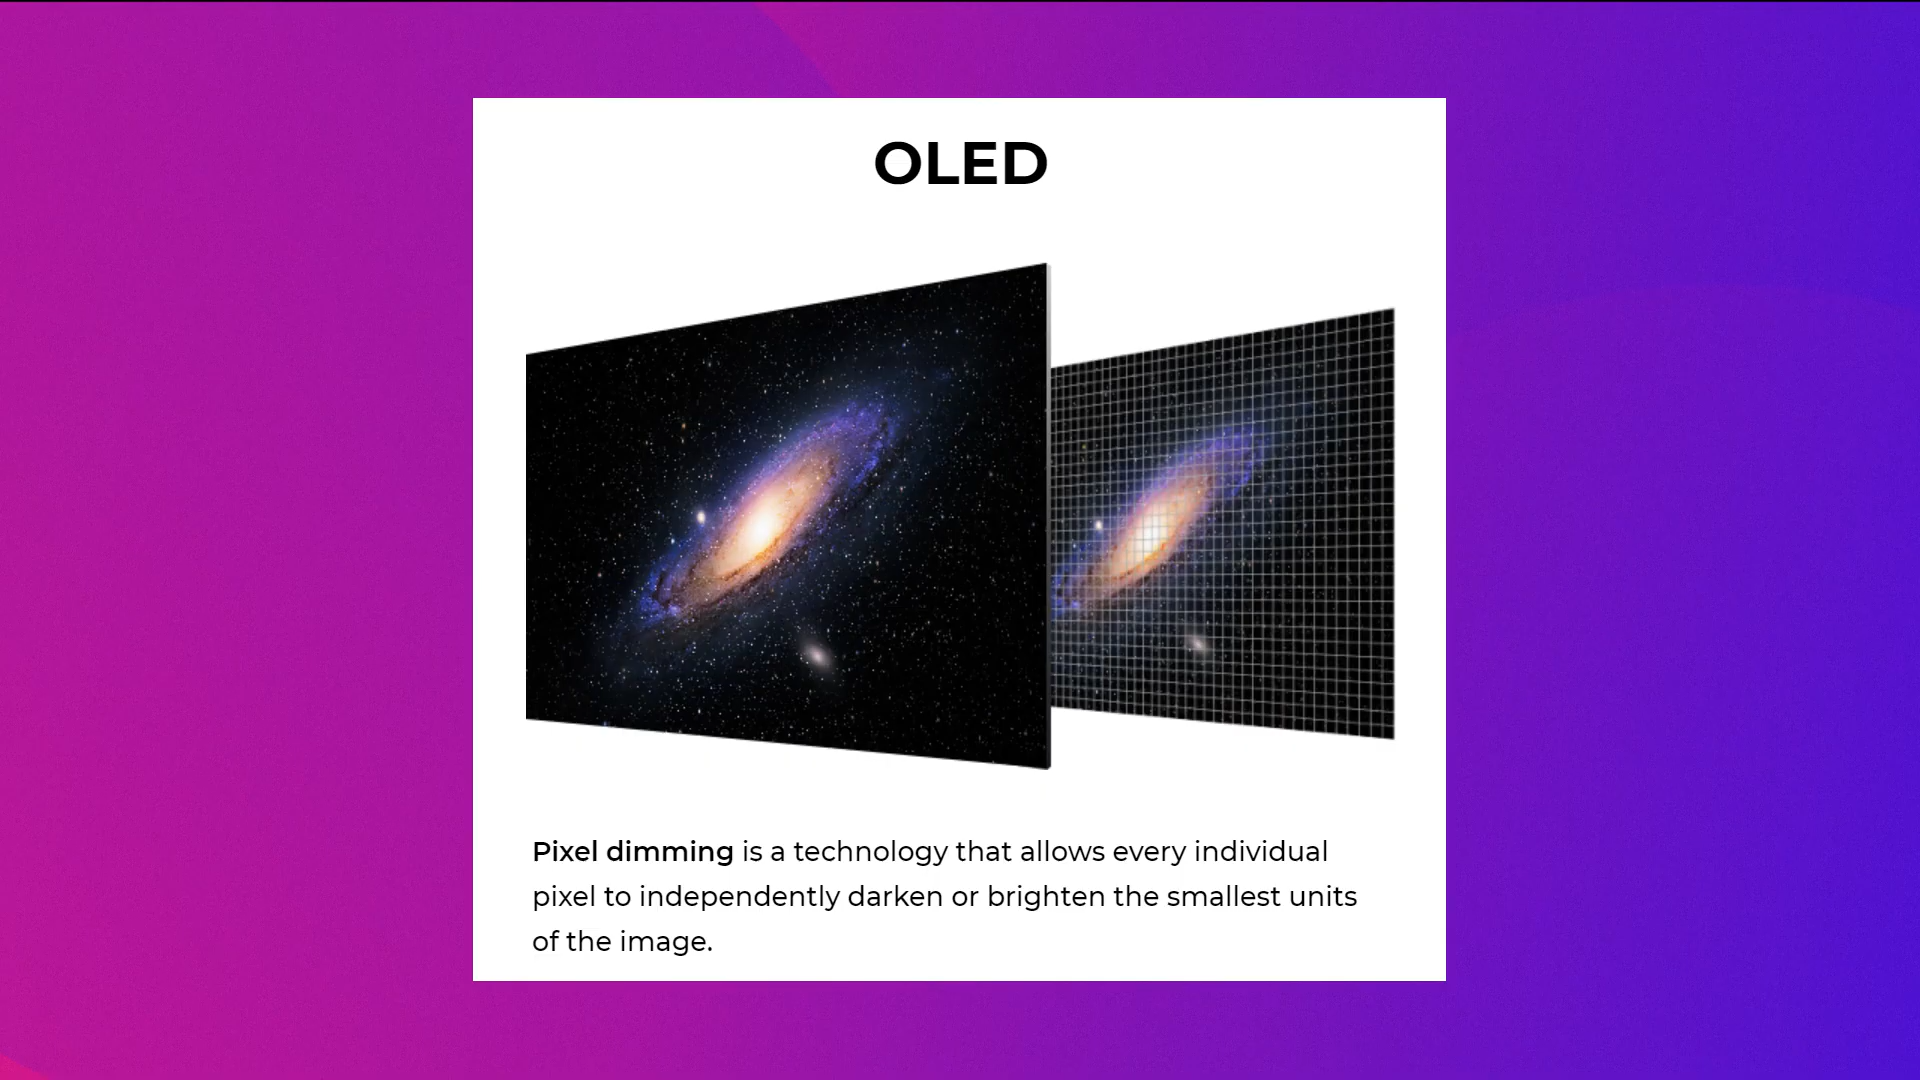 OLED
Pixel dimming is a technology that allows every individual
pixel to independently darken or brighten the smallest units
of the image.